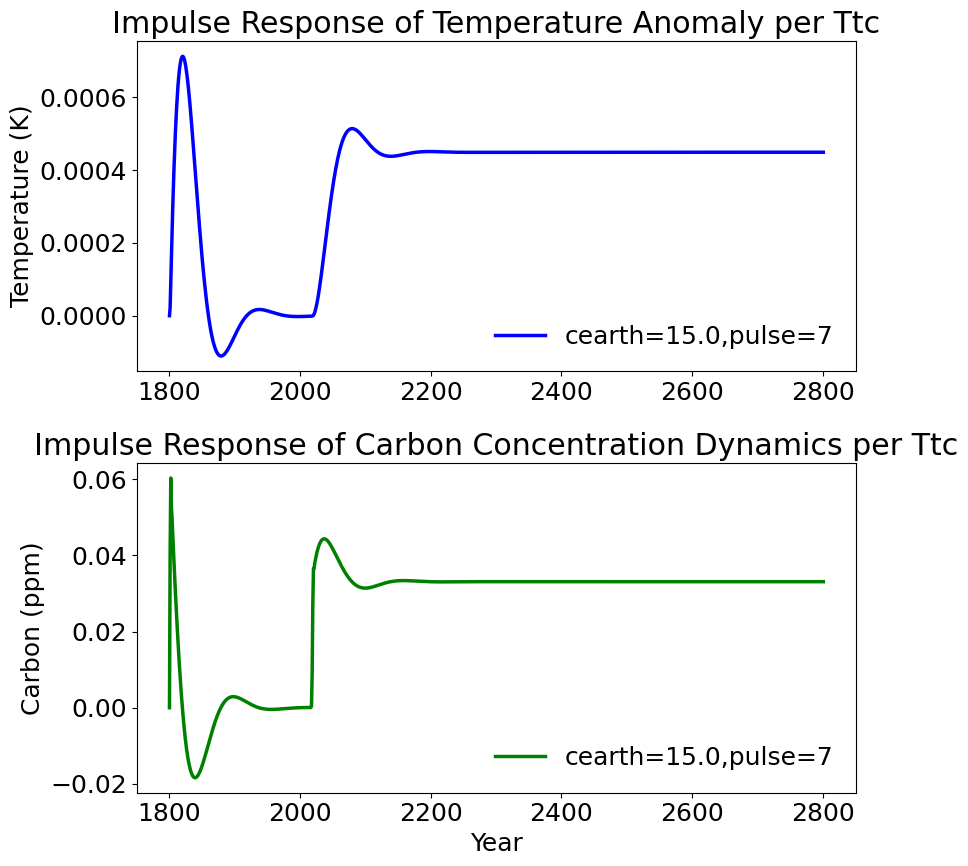 Impulse Response of Temperature Anomaly per Ttc
Temperature (K)
0.0006
0.0004
0.0002
0.0000
cearth=15.0,pulse=7
1800 2000 2200 2400 2600 2800
Impulse Response of Carbon Concentration Dynamics per Ttc
Carbon (ppm)
0.06
0.04
0.02
0.00
−0.02
cearth=15.0,pulse=7
1800 2000 2200 2400 2600 2800
Year